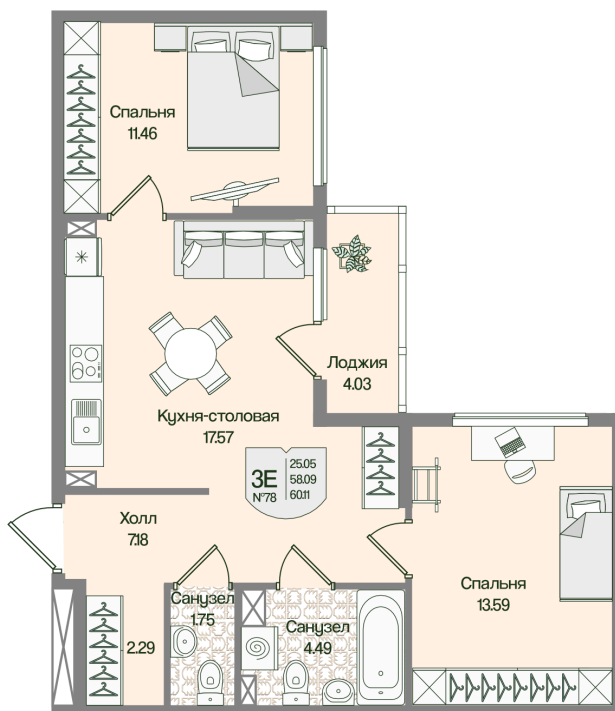 Спальня
11.46
Лоджия
4.03
Кухня-столовая
17.57
3Е
№78
25.05
58.09
60.11
Холл
7.18
Спальня
13.59
Санузел
1.75
Санузел
4.49
2.29